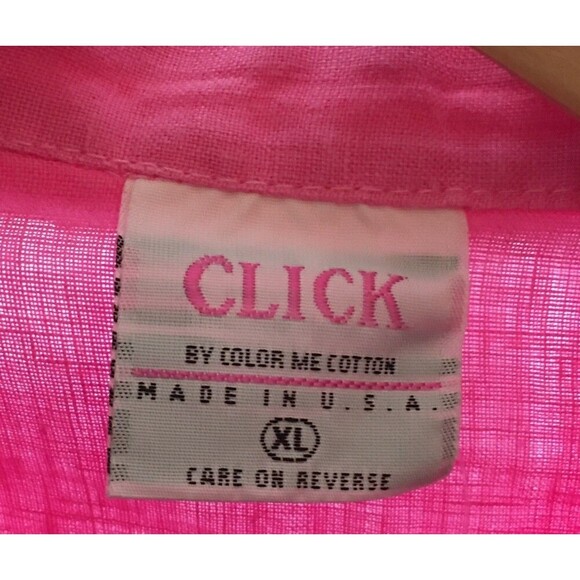 CLICK
BY COLOR ME COTTON
MADE IN U.S.A.
XL
CARE ON REVERSE